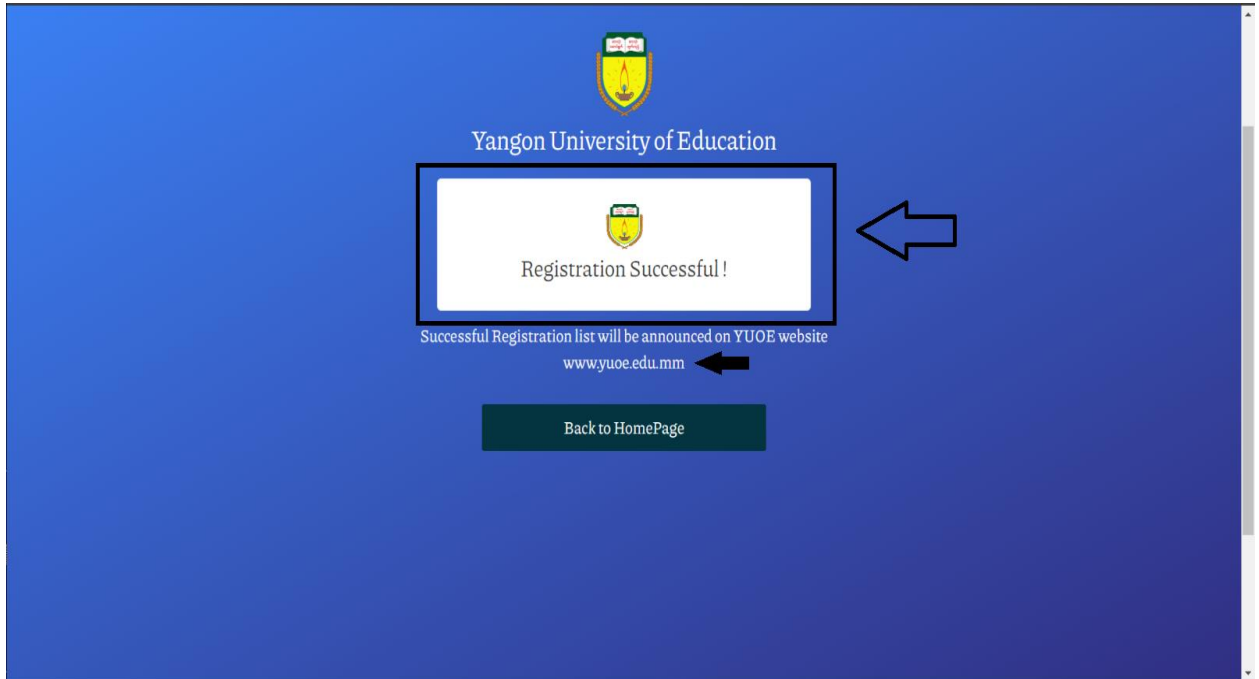 Yangon University of Education
Registration Successful !
Successful Registration list will be announced on YUOE website
www.yuoe.edu.mm
Back to HomePage